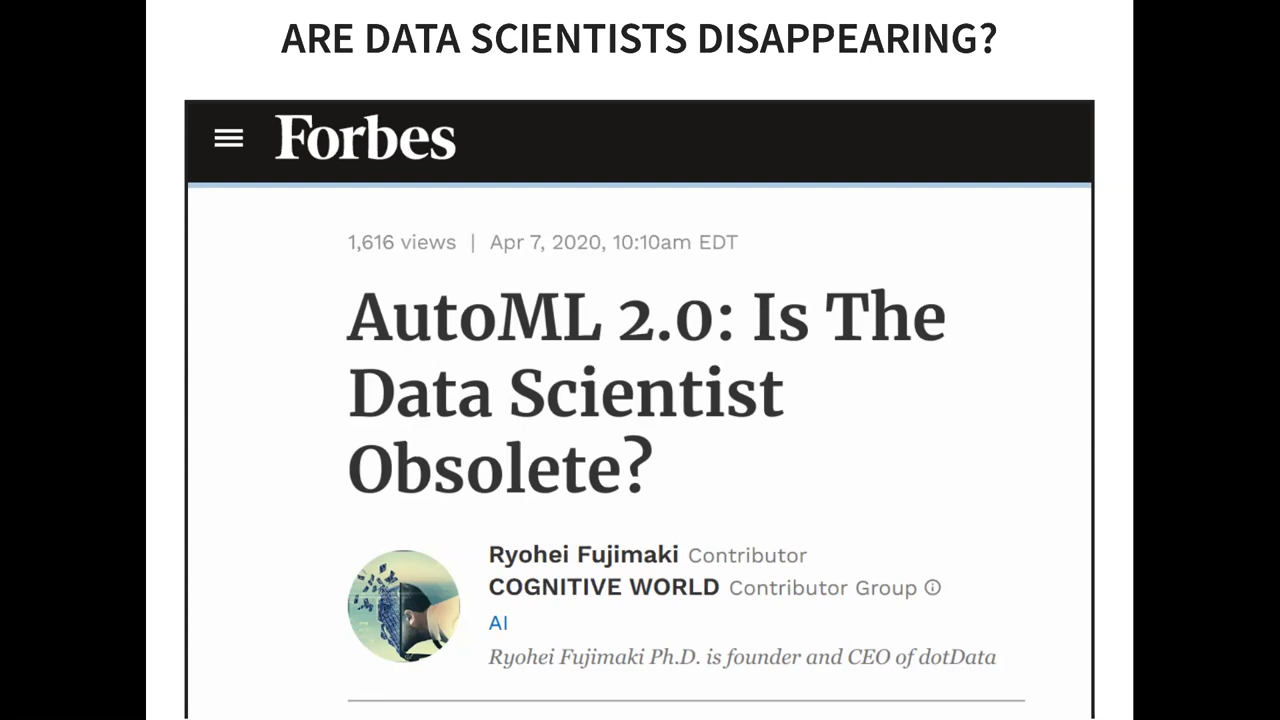 ARE DATA SCIENTISTS DISAPPEARING?
Forbes
1,616 views | Apr 7, 2020, 10:10am EDT
AutoML 2.0: Is The
Data Scientist
Obsolete?
Ryohei Fujimaki Contributor
COGNITIVE WORLD Contributor Group
AI
Ryohei Fujimaki Ph.D. is founder and CEO of dotData